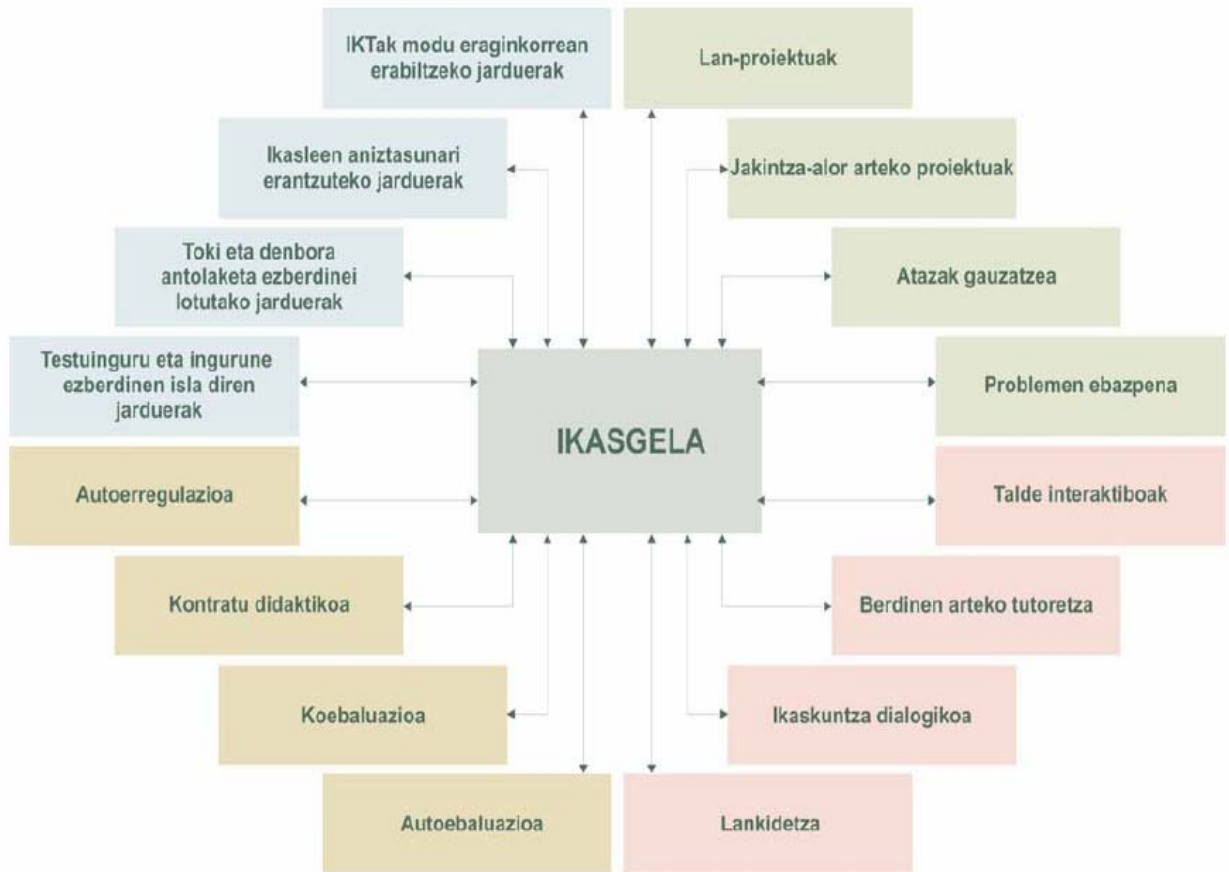 IKTak modu eraginkorrean
erabiltzeko jarduerak
Lan-proiektuak
Ikasleen aniztasunari
erantzuteko jarduerak
Jakintza-alor arteko proiektuak
Toki eta denbora
antolaketa ezberdinei
lotutako jarduerak
Atazak gauzatzea
Testuinguru eta ingurune
ezberdinen isla diren
jarduerak
Problemen ebazpena
IKASGELA
Autoerregulazioa
Talde interaktiboak
Kontratu didaktikoa
Berdinen arteko tutoretza
Koebaluazioa
Ikaskuntza dialogikoa
Autoebaluazioa
Lankidetza